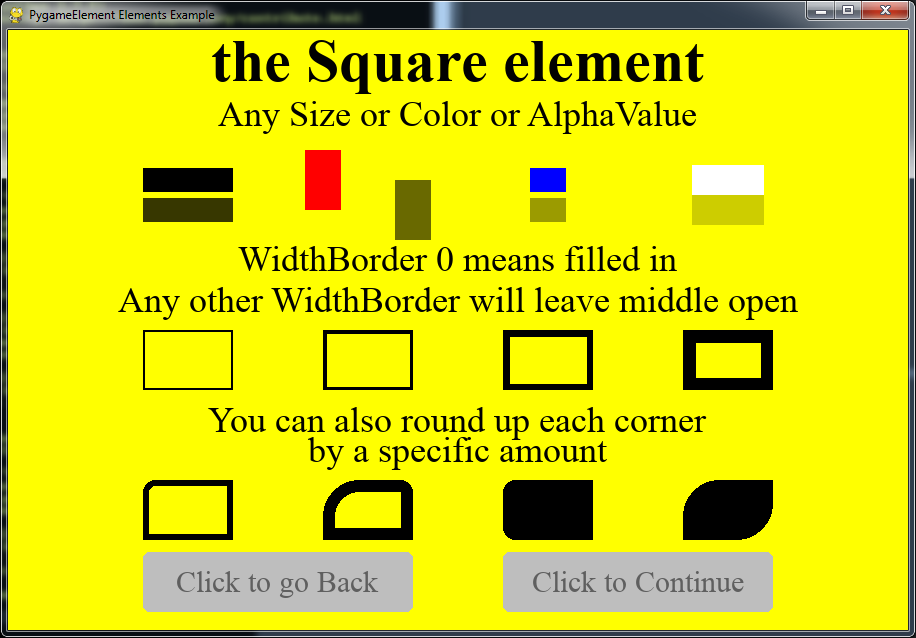 PygameElement Elements Example
the Square element
Any Size or Color or AlphaValue
WidthBorder 0 means filled in
Any other WidthBorder will leave middle open
You can also round up each corner
by a specific amount
Click to go Back
Click to Continue